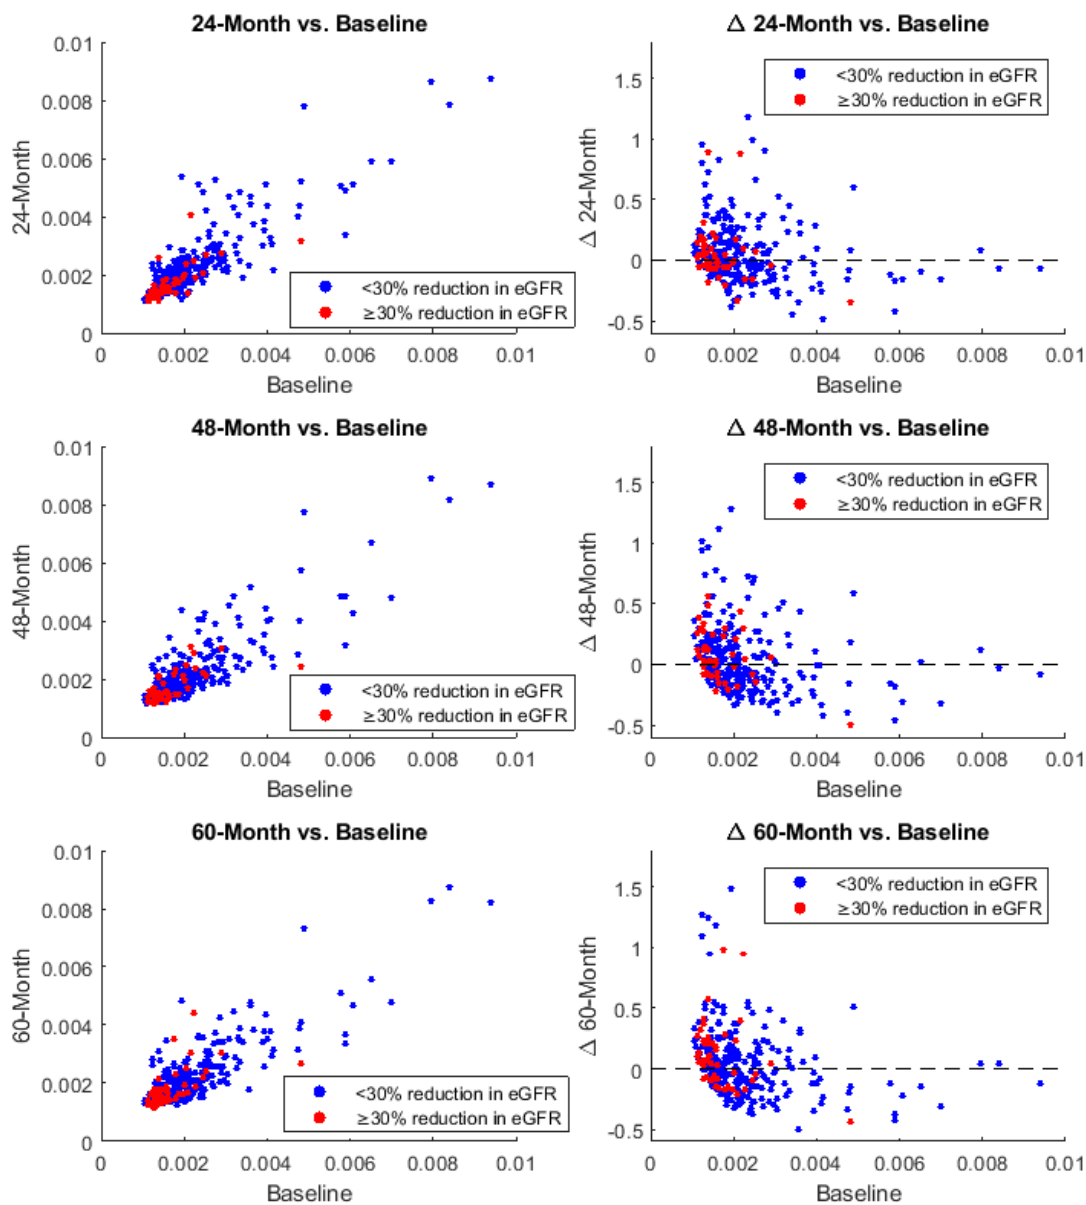 24-Month vs. Baseline
0.01
0.008
0.006
0.004
0.002
0
24-Month
<30% reduction in eGFR
≥30% reduction in eGFR
0 0.002 0.004 0.006 0.008 0.01
Baseline
Δ 24-Month vs. Baseline
1.5
1
0.5
0
-0.5
Δ 24-Month
<30% reduction in eGFR
≥30% reduction in eGFR
0 0.002 0.004 0.006 0.008 0.01
Baseline
48-Month vs. Baseline
0.01
0.008
0.006
0.004
0.002
0
48-Month
<30% reduction in eGFR
≥30% reduction in eGFR
0 0.002 0.004 0.006 0.008 0.01
Baseline
Δ 48-Month vs. Baseline
1.5
1
0.5
0
-0.5
Δ 48-Month
<30% reduction in eGFR
≥30% reduction in eGFR
0 0.002 0.004 0.006 0.008 0.01
Baseline
60-Month vs. Baseline
0.01
0.008
0.006
0.004
0.002
0
60-Month
<30% reduction in eGFR
≥30% reduction in eGFR
0 0.002 0.004 0.006 0.008 0.01
Baseline
Δ 60-Month vs. Baseline
1.5
1
0.5
0
-0.5
Δ 60-Month
<30% reduction in eGFR
≥30% reduction in eGFR
0 0.002 0.004 0.006 0.008 0.01
Baseline